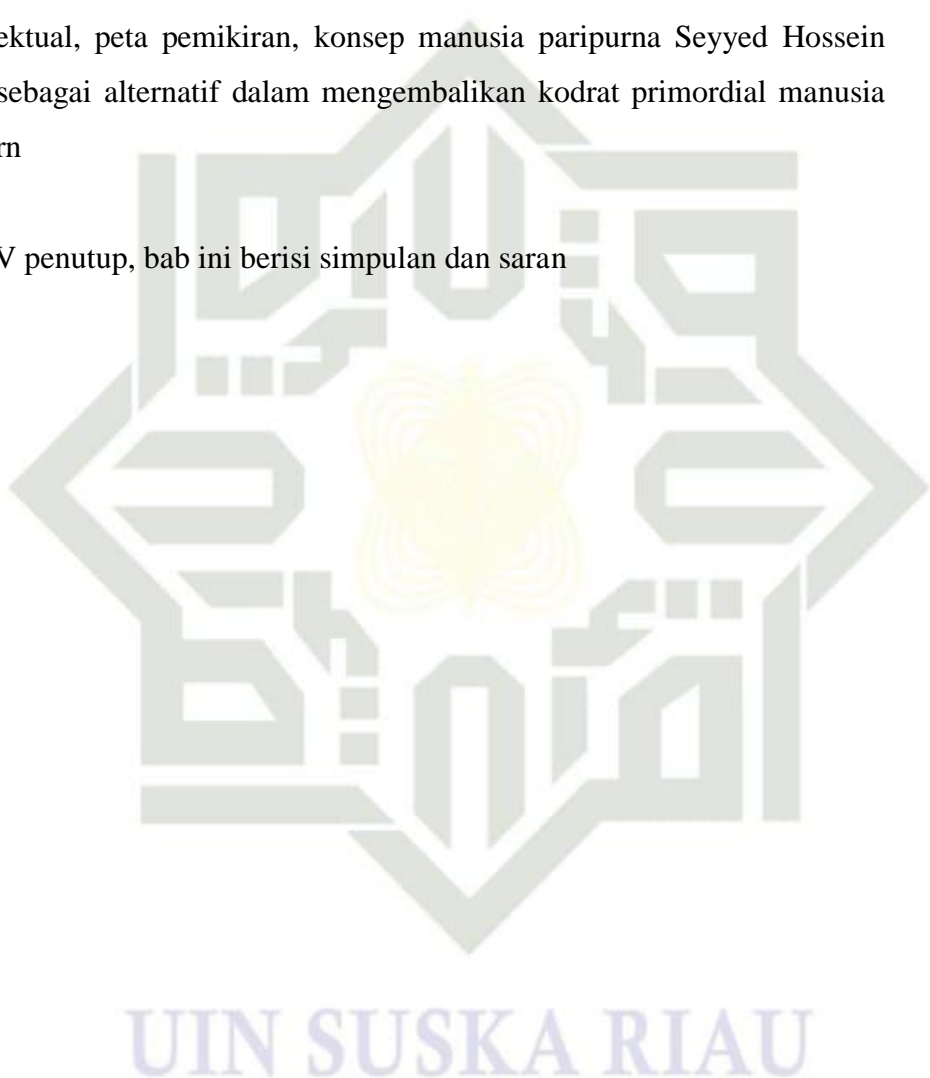 ektual, peta pemikiran, konsep manusia paripurna Seyyed Hossein
sebagai alternatif dalam mengembalikan kodrat primordial manusia
rn
V penutup, bab ini berisi simpulan dan saran
UIN SUSKA RIAU